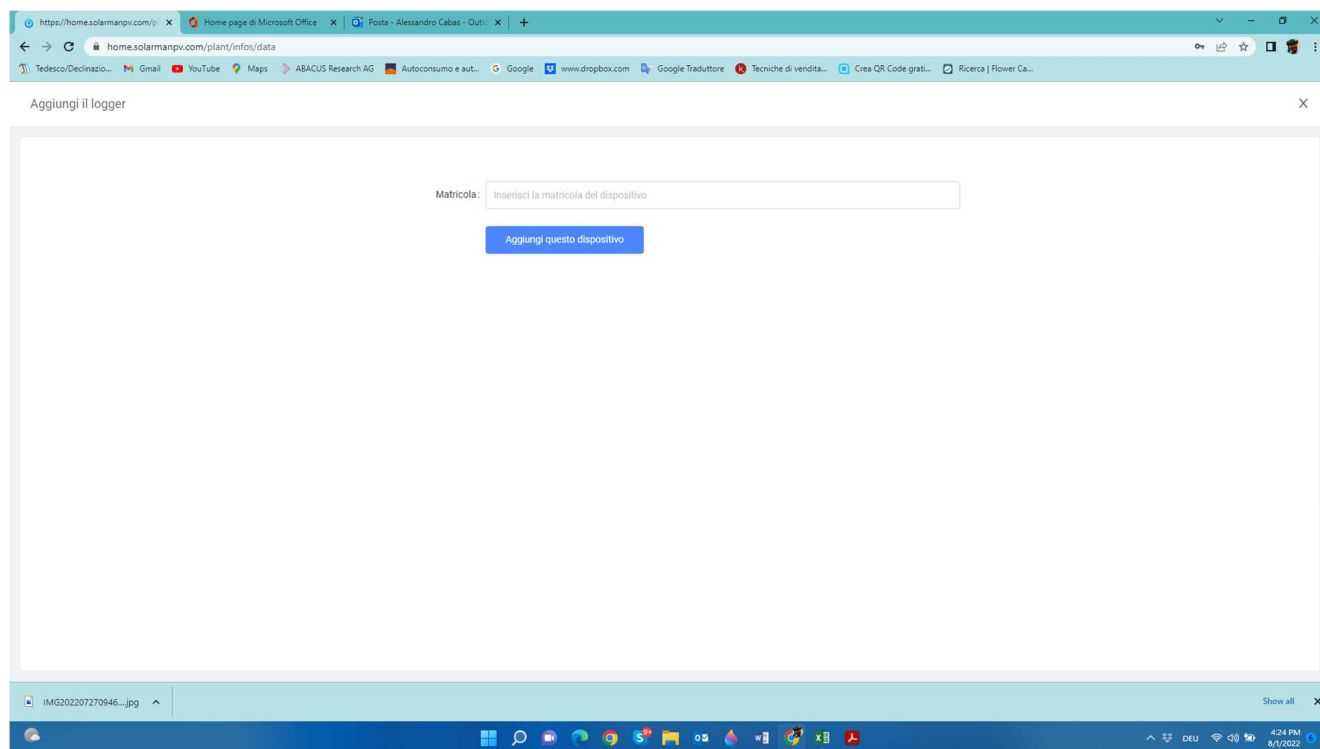 https://home.solarmanpv.com/pl
Home page di Microsoft Office
Posta - Alessandro Cabas - Outlo
home.solarmanpv.com/plant/infos/data
Tedesco/Declinazio... Gmail YouTube Maps ABACUS Research AG Autoconsumo e aut... Google www.dropbox.com Google Traduttore Tecniche di vendita... Crea QR Code grati... Ricerca | Flower Ca...
Aggiungi il logger
Matricola: Inserisci la matricola del dispositivo
Aggiungi questo dispositivo
IMG202207270946....jpg Show all
DEU 4:24 PM
8/1/2022